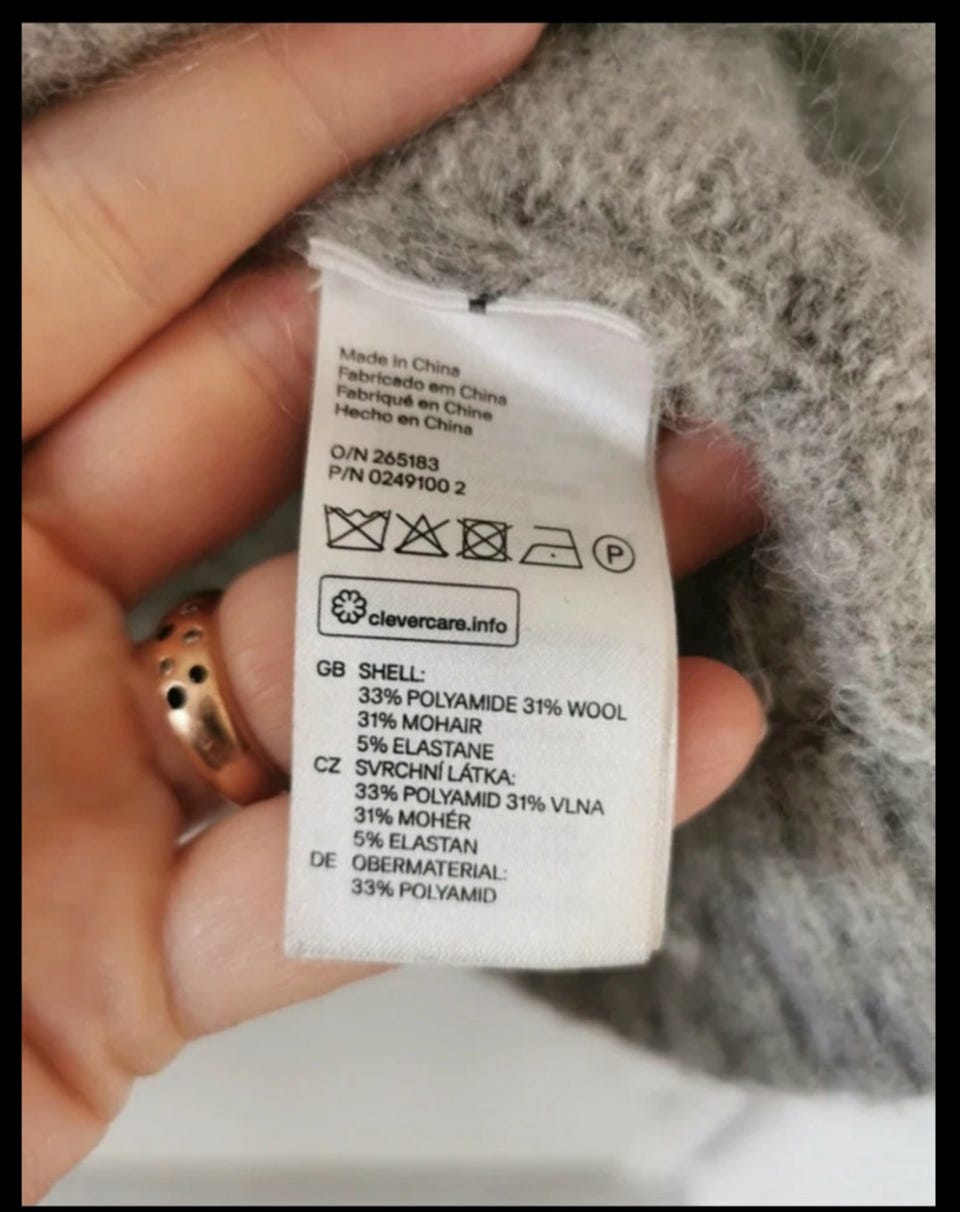 Made in China
Fabricado em China
Fabriqué en Chine
Hecho en China
O/N 265183
P/N 0249100 2
P
clevercare.info
GB SHELL:
33% POLYAMIDE 31% WOOL
31% MOHAIR
5% ELASTANE
CZ SVRCHNÍ LÁTKA:
33% POLYAMID 31% VLNA
31% MOHÉR
5% ELASTAN
DE OBERMATERIAL:
33% POLYAMID